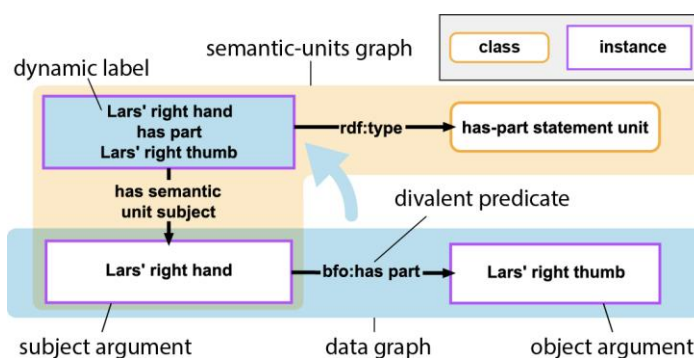 semantic-units graph
class
instance
dynamic label
Lars' right hand
has part
Lars' right thumb
rdf:type
has-part statement unit
has semantic
unit subject
divalent predicate
Lars' right hand
bfo:has part
Lars' right thumb
subject argument
data graph
object argument